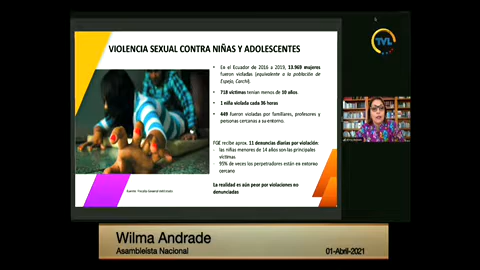 TVL
VIOLENCIA SEXUAL CONTRA NIÑAS Y ADOLESCENTES
• En el Ecuador de 2016 a 2019, 13.969 mujeres
fueron violadas (equivalente a la población de
Espejo, Carchi).
• 718 víctimas tenían menos de 10 años.
• 1 niña violada cada 36 horas
• 449 fueron violadas por familiares, profesores y
personas cercanas a su entorno.
FGE recibe aprox. 11 denuncias diarias por violación
- las niñas menores de 14 años son las principales
víctimas
- 95% de veces los perpetradores están en entorno
cercano
La realidad es aún peor por violaciones no
denunciadas
Fuente: Fiscalía General del Estado
Wilma Andrade
Asambleísta Nacional
01-Abril-2021